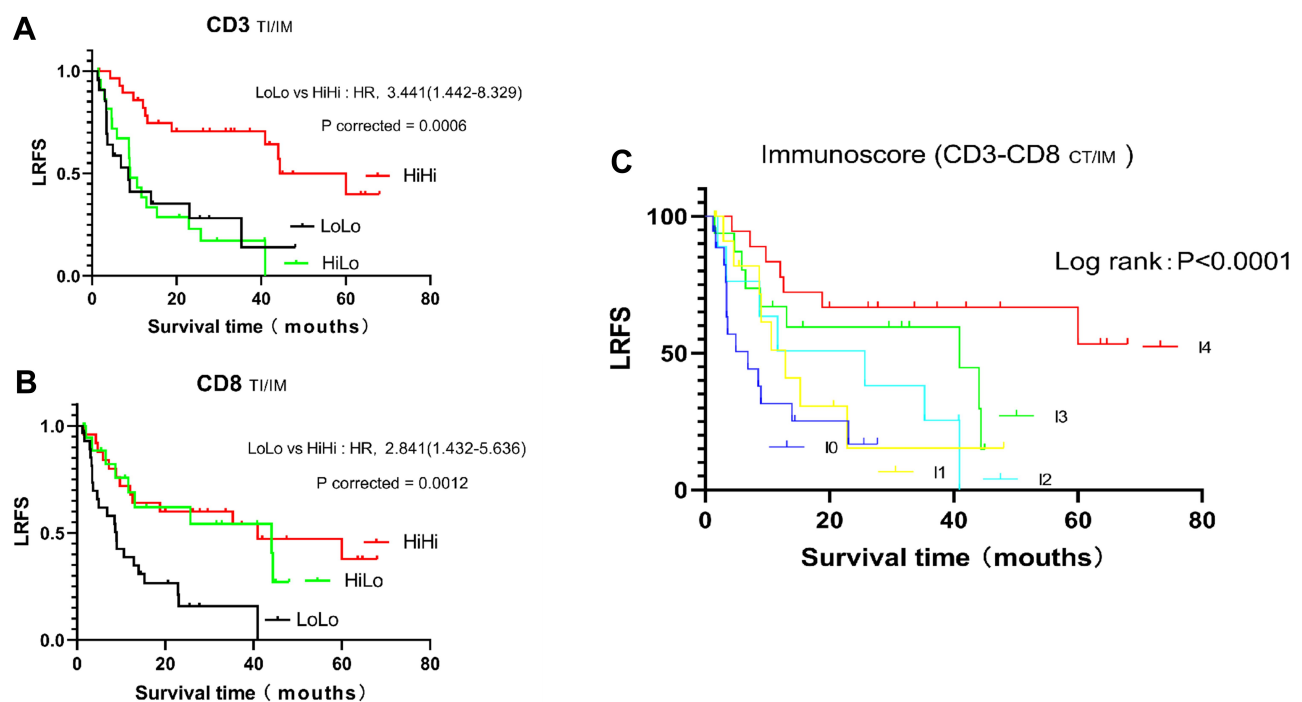 A
CD3 TI/IM
LoLo vs HiHi : HR, 3.441(1.442-8.329)
P corrected = 0.0006
LRFS
1.0
0.5
0.0
HiHi
LoLo
HiLo
0 20 40 60 80
Survival time ( mouths )
B
CD8 TI/IM
LoLo vs HiHi : HR, 2.841(1.432-5.636)
P corrected = 0.0012
LRFS
1.0
0.5
0.0
HiHi
HiLo
LoLo
0 20 40 60 80
Survival time ( mouths )
C
Immunoscore (CD3-CD8 CT/IM )
Log rank : P<0.0001
LRFS
100
50
0
I4
I3
I0
I1
I2
0 20 40 60 80
Survival time ( mouths )